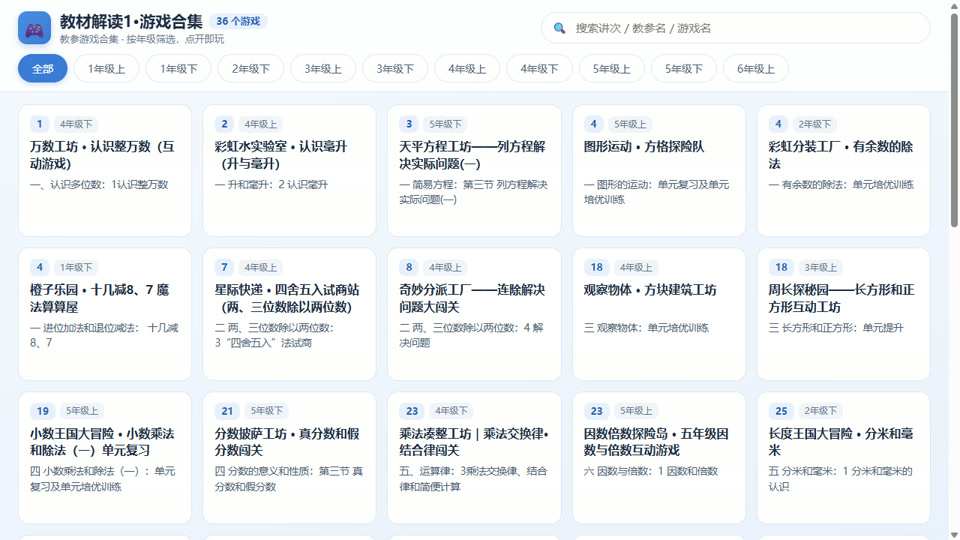 教材解读1•游戏合集 36 个游戏
教参游戏合集 - 按年级筛选，点开即玩
搜索讲次 / 教参名 / 游戏名
全部 1年级上 1年级下 2年级下 3年级上 3年级下 4年级上 4年级下 5年级上 5年级下 6年级上
1 4年级下
万数工坊 • 认识整万数（互
动游戏）
一、认识多位数：1认识整万数
2 4年级上
彩虹水实验室 • 认识毫升
（升与毫升）
一 升和毫升：2 认识毫升
3 5年级下
天平方程工坊——列方程解
决实际问题(一)
一 简易方程：第三节 列方程解决
实际问题(一)
4 5年级上
图形运动 • 方格探险队
一 图形的运动：单元复习及单元
培优训练
4 2年级下
彩虹分装工厂 • 有余数的除
法
一 有余数的除法：单元培优训练
4 1年级下
橙子乐园 • 十几减8、7 魔
法算算屋
一 进位加法和退位减法： 十几减
8、7
7 4年级上
星际快递 • 四舍五入试商站
（两、三位数除以两位数）
二 两、三位数除以两位数：
3“四舍五入”法试商
8 4年级上
奇妙分派工厂——连除解决
问题大闯关
二 两、三位数除以两位数：4 解
决问题
18 4年级上
观察物体 • 方块建筑工坊
三 观察物体：单元培优训练
18 3年级上
周长探秘园——长方形和正
方形互动工坊
三 长方形和正方形：单元提升
19 5年级上
小数王国大冒险 • 小数乘法
和除法（一）单元复习
四 小数乘法和除法（一）：单元
复习及单元培优训练
21 5年级下
分数披萨工坊 • 真分数和假
分数闯关
四 分数的意义和性质：第三节 真
分数和假分数
23 4年级下
乘法凑整工坊 | 乘法交换律•
结合律闯关
五、运算律：3乘法交换律、结合
律和简便计算
23 5年级上
因数倍数探险岛 • 五年级因
数与倍数互动游戏
六 因数与倍数：1 因数和倍数
25 2年级下
长度王国大冒险 • 分米和毫
米
五 分米和毫米：1 分米和毫米的
认识